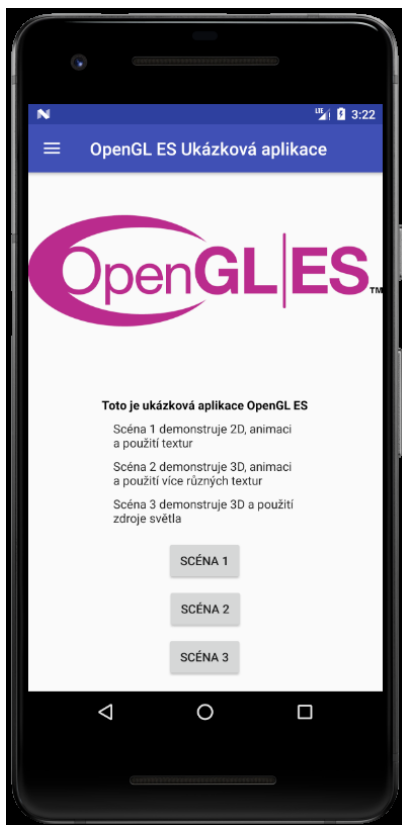 N LTE 3:22
OpenGL ES Ukázková aplikace
OpenGL|ES™
Toto je ukázková aplikace OpenGL ES
Scéna 1 demonstruje 2D, animaci
a použití textur
Scéna 2 demonstruje 3D, animaci
a použití více různých textur
Scéna 3 demonstruje 3D a použití
zdroje světla
SCÉNA 1
SCÉNA 2
SCÉNA 3